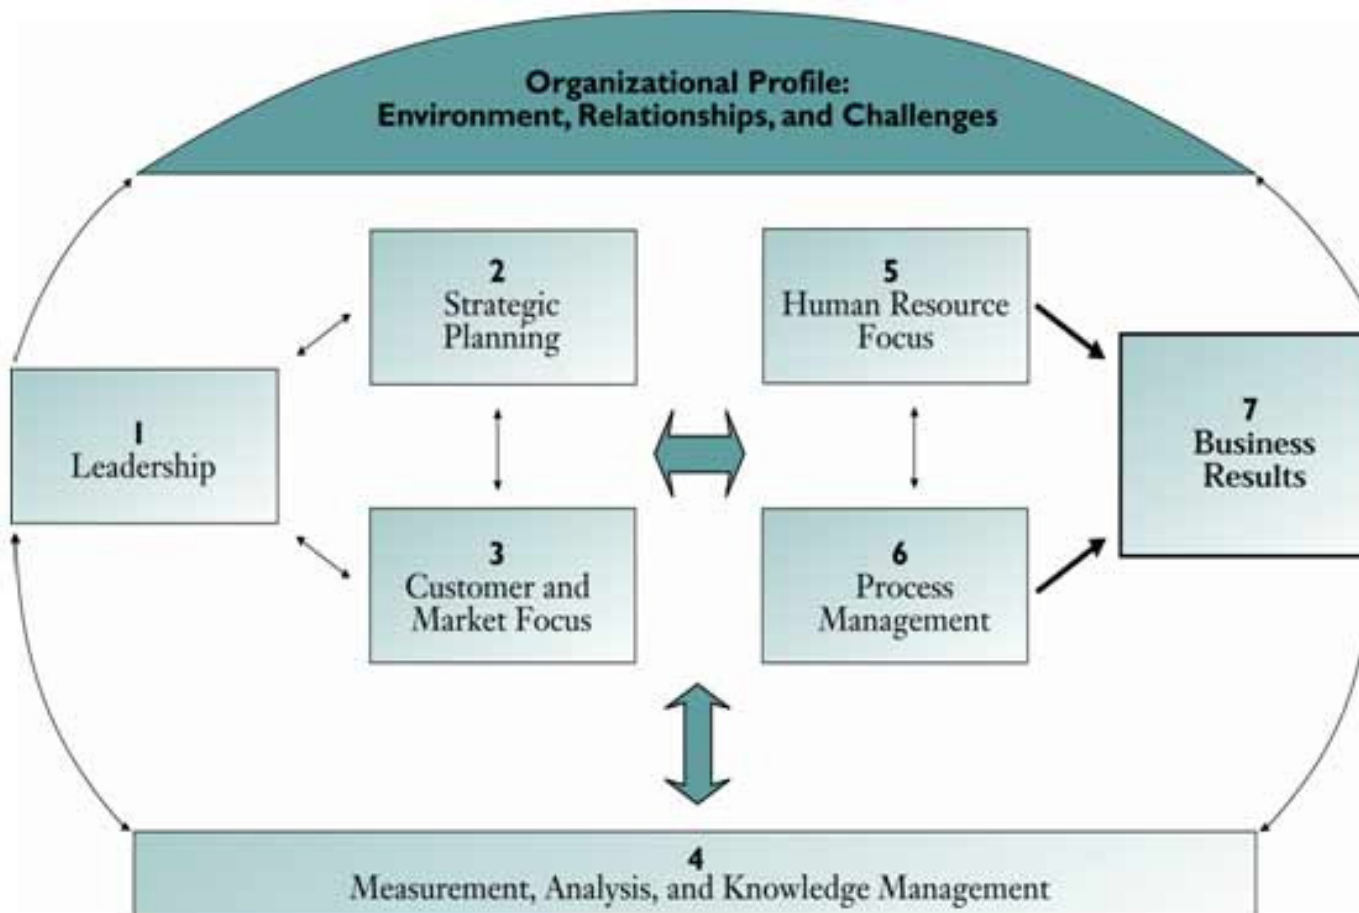 Organizational Profile:
Environment, Relationships, and Challenges
2
Strategic
Planning
5
Human Resource
Focus
1
Leadership
7
Business
Results
3
Customer and
Market Focus
6
Process
Management
4
Measurement, Analysis, and Knowledge Management